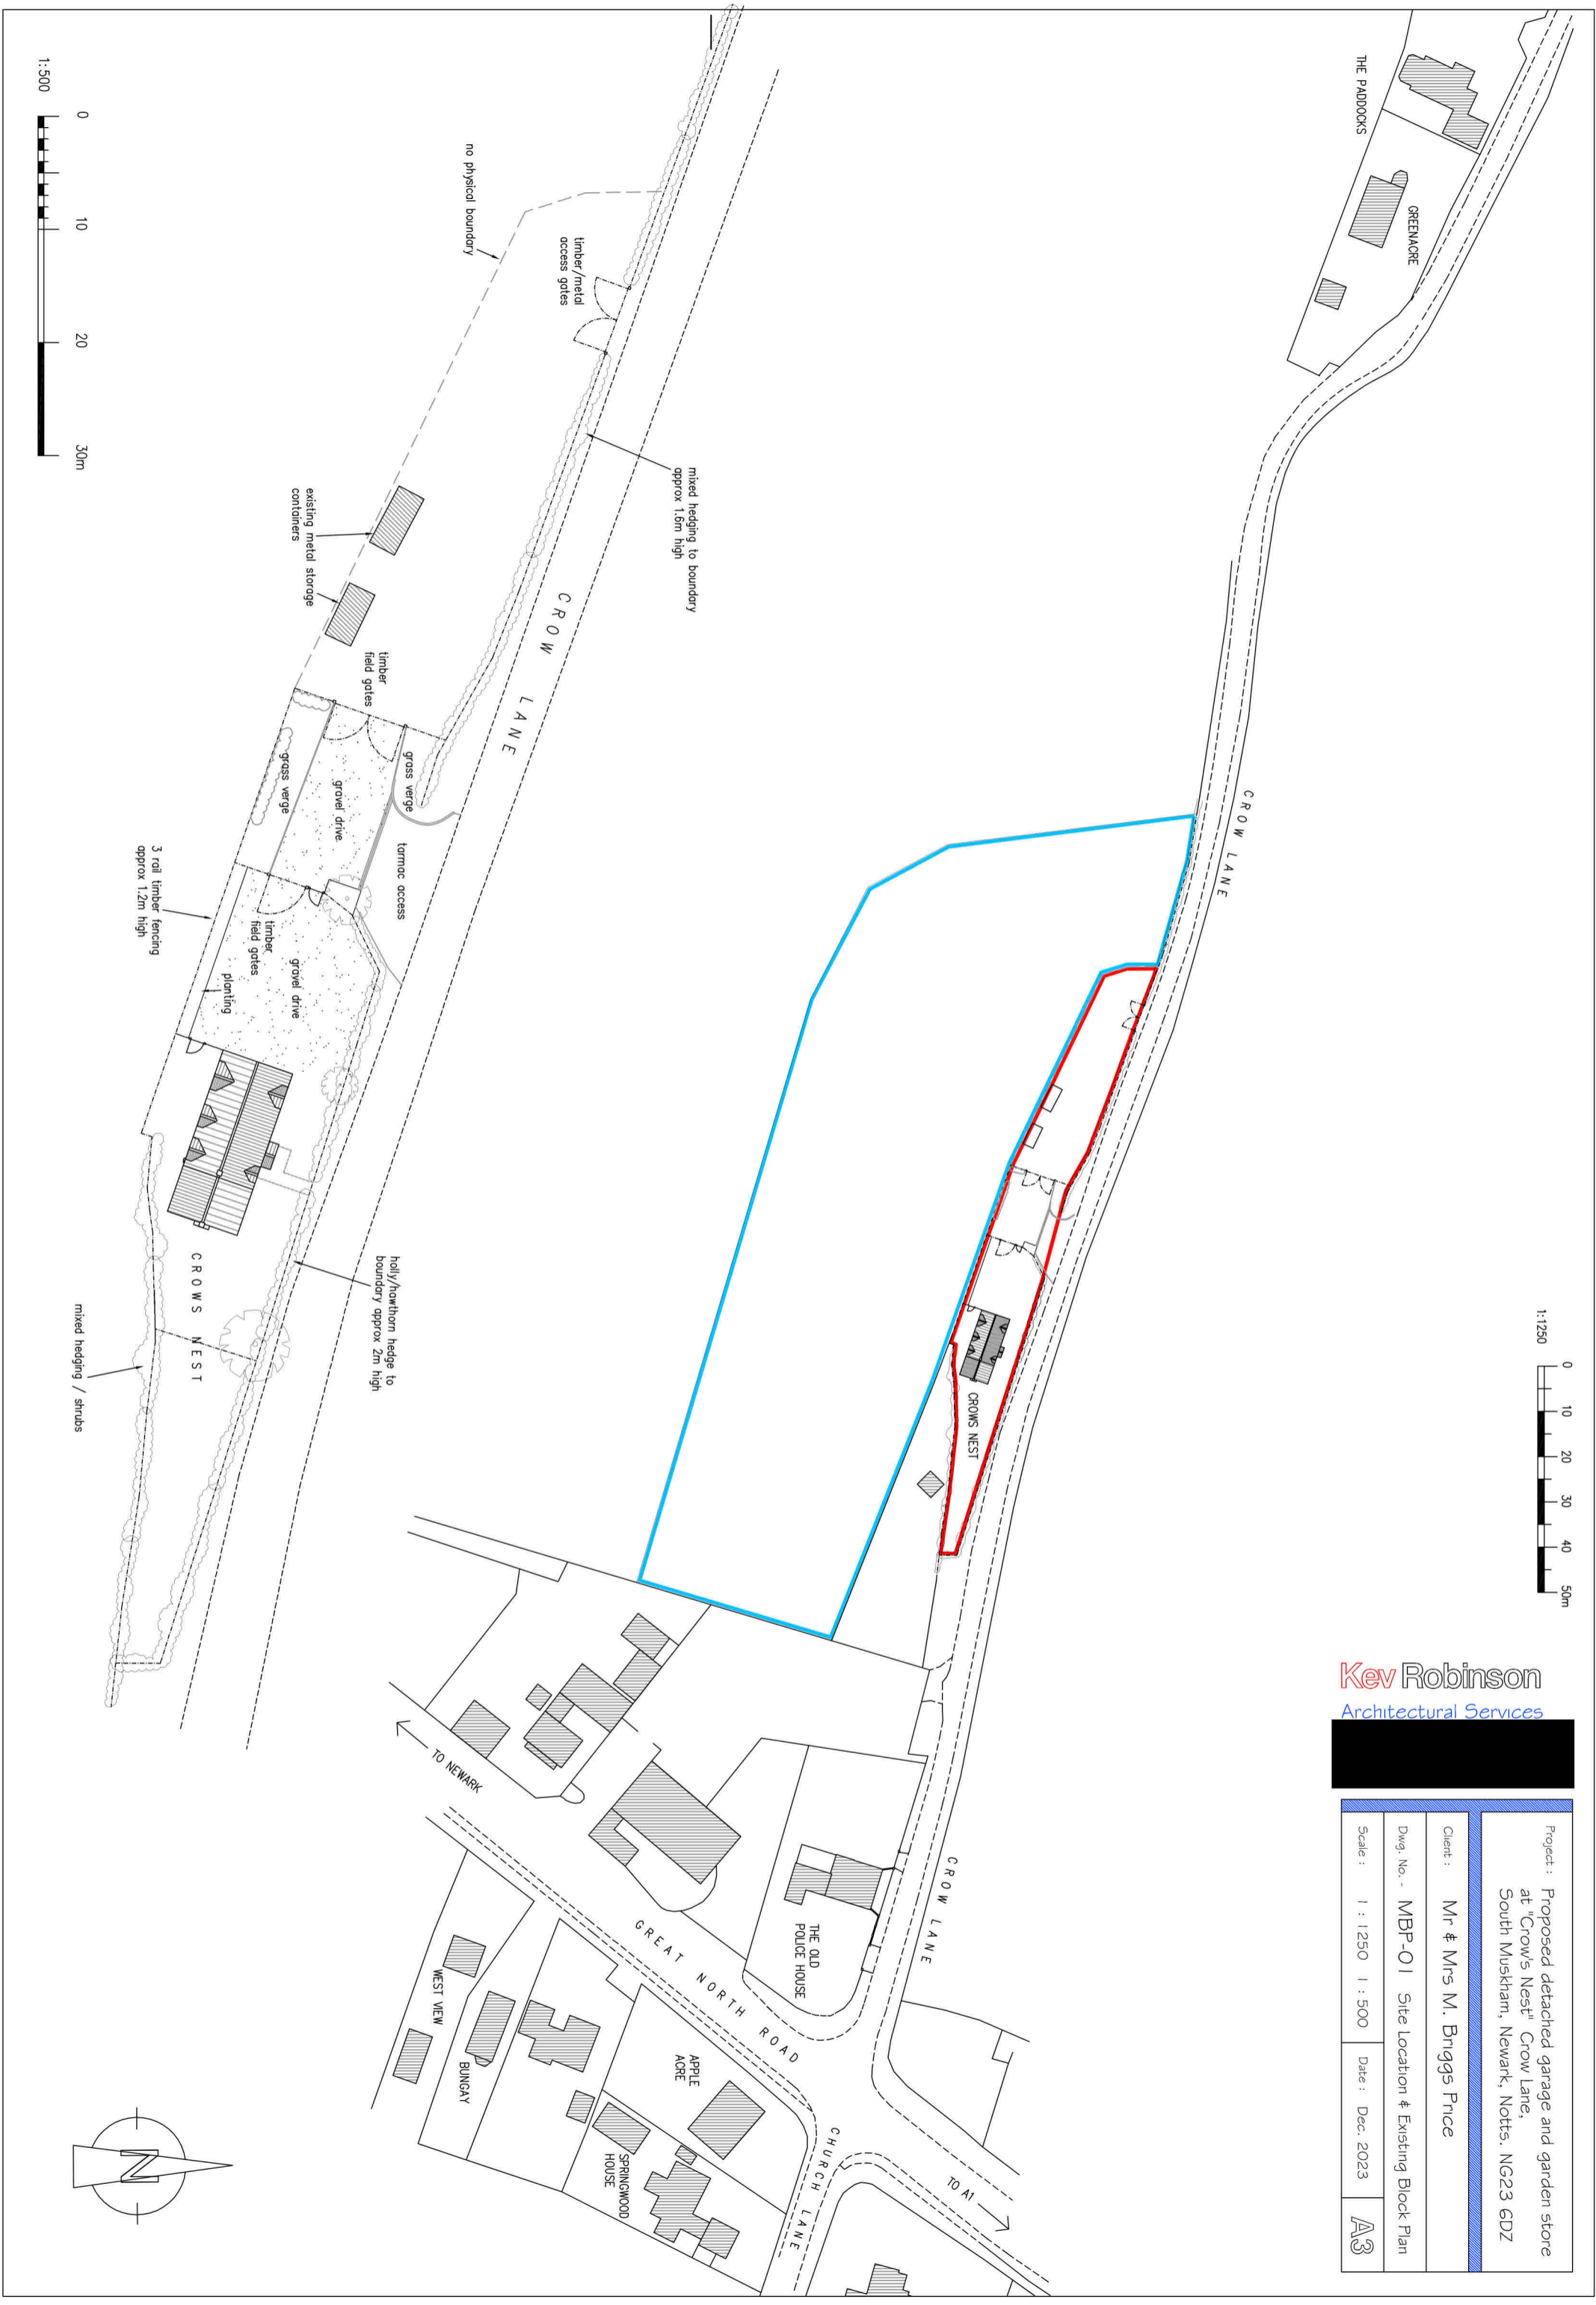 THE PADDOCKS
GREENACRE
CROW LANE
CROWS NEST
CROW LANE
THE OLD
POLICE HOUSE
GREAT NORTH ROAD
TO NEWARK
WEST VIEW
BUNGAY
APPLE
ACRE
SPRINGWOOD
HOUSE
CHURCH LANE
TO A1
1:1250
0 10 20 30 40 50m
Kev Robinson
Architectural Services
Project : Proposed detached garage and garden store
at "Crow's Nest" Crow Lane,
South Muskham, Newark, Notts. NG23 6DZ
Client : Mr & Mrs M. Briggs Price
Dwg. No.- MBP-01 Site Location & Existing Block Plan
Scale : 1 : 1250 1 : 500
Date : Dec. 2023
A3
no physical boundary
timber/metal
access gates
mixed hedging to boundary
approx 1.6m high
CROW LANE
existing metal storage
containers
timber
field gates
grass verge
gravel drive
grass verge
tarmac access
3 rail timber fencing
approx 1.2m high
timber
field gates
gravel drive
planting
CROWS NEST
holly/hawthorn hedge to
boundary approx 2m high
mixed hedging / shrubs
1:500
0 10 20 30m
N